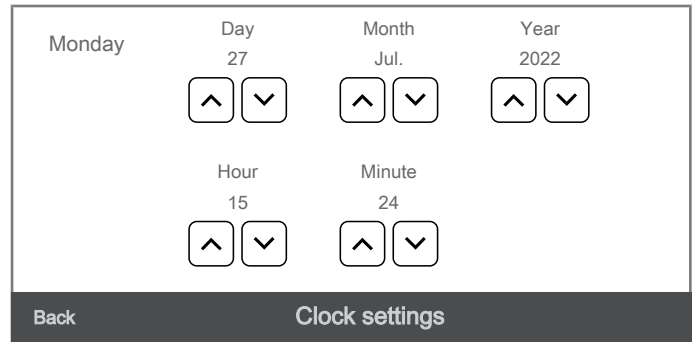 Monday
Day Month Year
27 Jul. 2022
Hour Minute
15 24
Back Clock settings